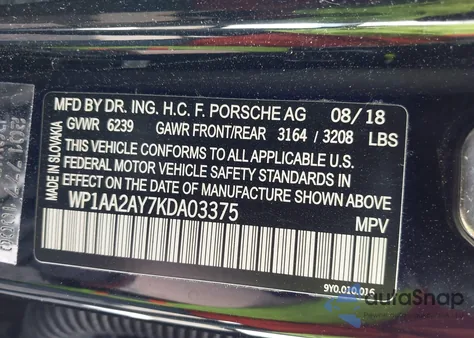 MFD BY DR. ING. H.C. F. PORSCHE AG 08/18
GVWR 6239 GAWR FRONT/REAR 3164 / 3208 LBS
MADE IN SLOVAKIA
THIS VEHICLE CONFORMS TO ALL APPLICABLE U.S.
FEDERAL MOTOR VEHICLE SAFETY STANDARDS IN
EFFECT ON THE DATE OF MANUFACTURE SHOWN ABOVE
WP1AA2AY7KDA03375 MPV
9Y0.010.016
duraSnap